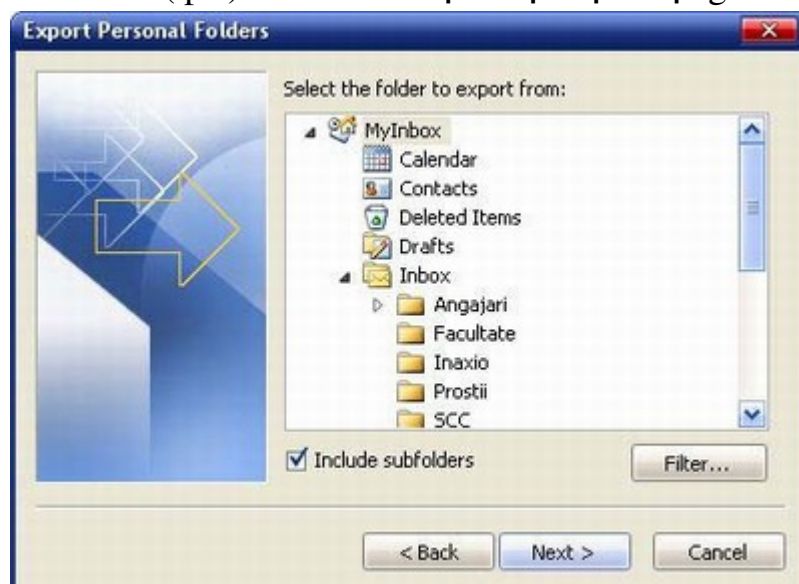 Export Personal Folders
Select the folder to export from:
MyInbox
Calendar
Contacts
Deleted Items
Drafts
Inbox
Angajari
Facultate
Inaxio
Prostii
SCC
Include subfolders
Filter...
< Back
Next >
Cancel